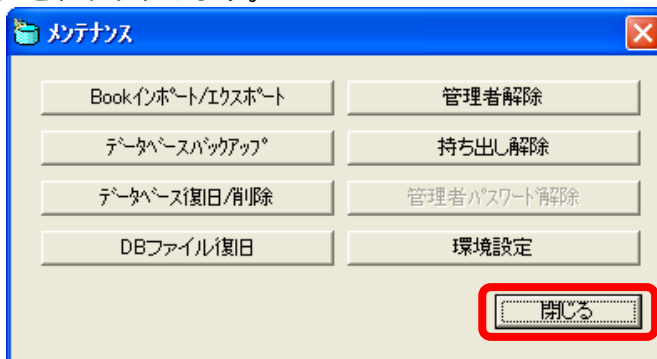 メンテナンス
Bookインポート/エクスポート
管理者解除
データベースバックアップ
持ち出し解除
データベース復旧/削除
管理者パスワード解除
DBファイル復旧
環境設定
閉じる